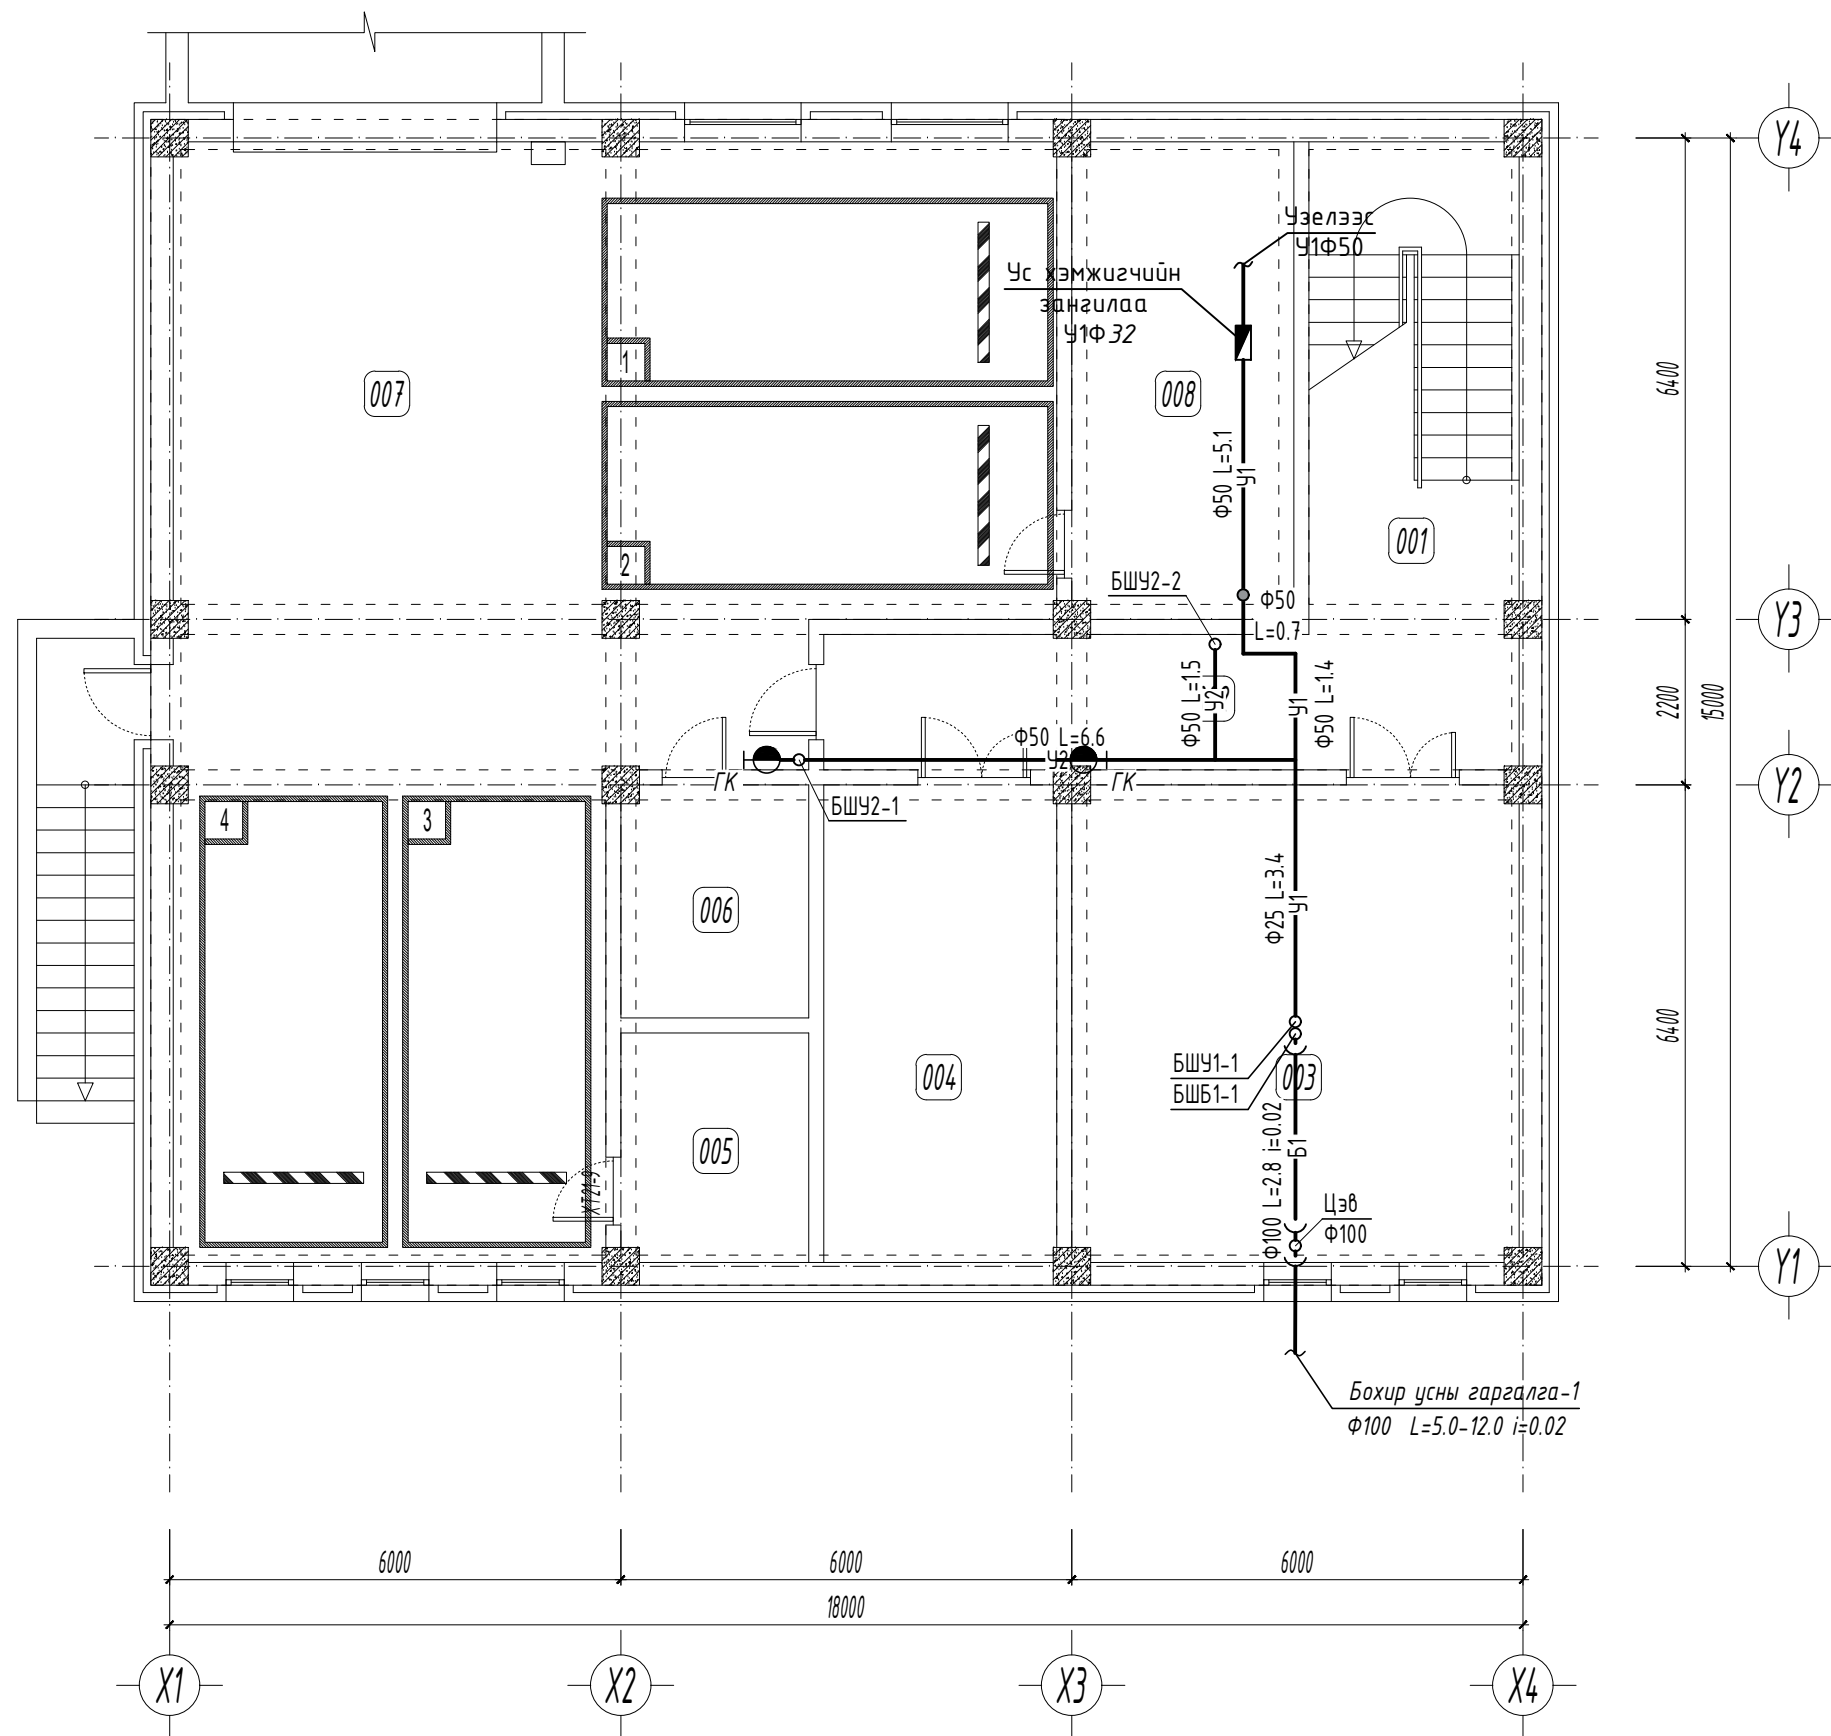 Y4
Узелээс
У1Ф50
Ус хэмжигчийн
зангилаа
У1Ф32
1
007
008
6400
Ф50 L=5.1
У1
001
2
БШУ2-2
Ф50
L=0.7
Y3
Ф50 L=1.5
У2
У1
Ф50 L=1.4
2200
15000
Ф50 L=6.6
У2
ГК
ГК
Y2
БШУ2-1
4
3
006
Ф25 L=3.4
У1
6400
БШУ1-1
БШБ1-1
003
004
005
Ф100 L=2.8 i=0.02
Б1
ХТ21-9
Цэв
Ф100
Y1
Бохир усны гаргалга-1
Ф100 L=5.0-12.0 i=0.02
6000
6000
6000
18000
X1
X2
X3
X4